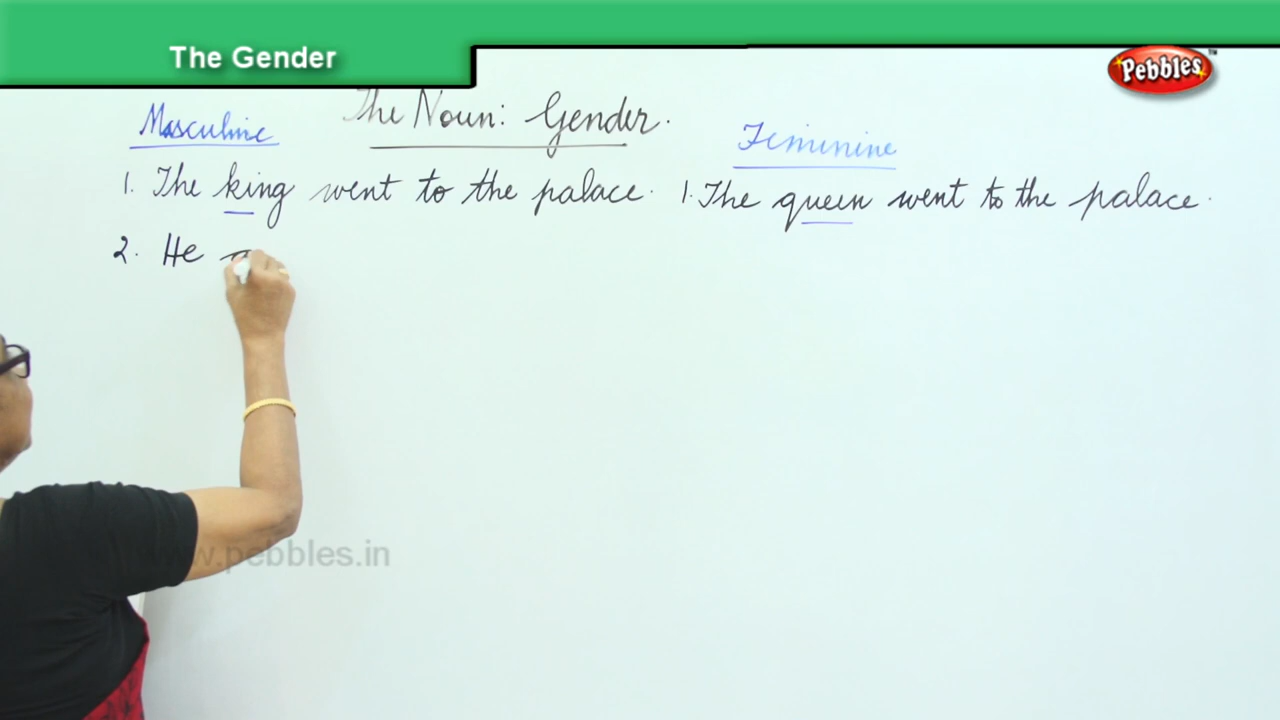 The Gender
Pebbles™
The Noun: Gender.
Masculine
Feminine
1. The king went to the palace.
1. The queen went to the palace.
2. He
www.pebbles.in